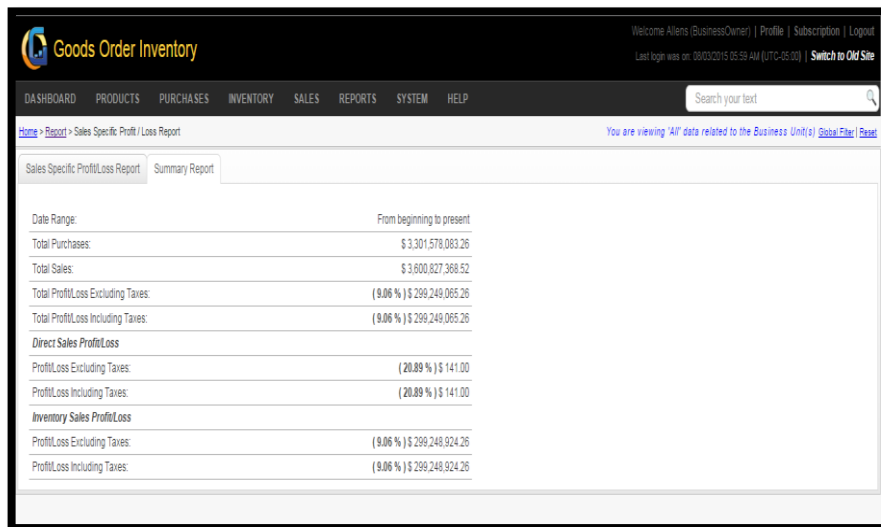 Welcome Allens (BusinessOwner) | Profile | Subscription | Logout
Goods Order Inventory
Last login was on: 08/03/2015 05:59 AM (UTC-05:00) | Switch to Old Site
DASHBOARD PRODUCTS PURCHASES INVENTORY SALES REPORTS SYSTEM HELP Search your text
Home > Report > Sales Specific Profit / Loss Report You are viewing 'All' data related to the Business Unit(s) Global Filter | Reset
Sales Specific Profit/Loss Report Summary Report
Date Range: From beginning to present
Total Purchases: $ 3,301,578,083.26
Total Sales: $ 3,600,827,368.52
Total Profit/Loss Excluding Taxes: ( 9.06 % ) $ 299,249,065.26
Total Profit/Loss Including Taxes: ( 9.06 % ) $ 299,249,065.26
Direct Sales Profit/Loss
Profit/Loss Excluding Taxes: ( 20.89 % ) $ 141.00
Profit/Loss Including Taxes: ( 20.89 % ) $ 141.00
Inventory Sales Profit/Loss
Profit/Loss Excluding Taxes: ( 9.06 % ) $ 299,248,924.26
Profit/Loss Including Taxes: ( 9.06 % ) $ 299,248,924.26